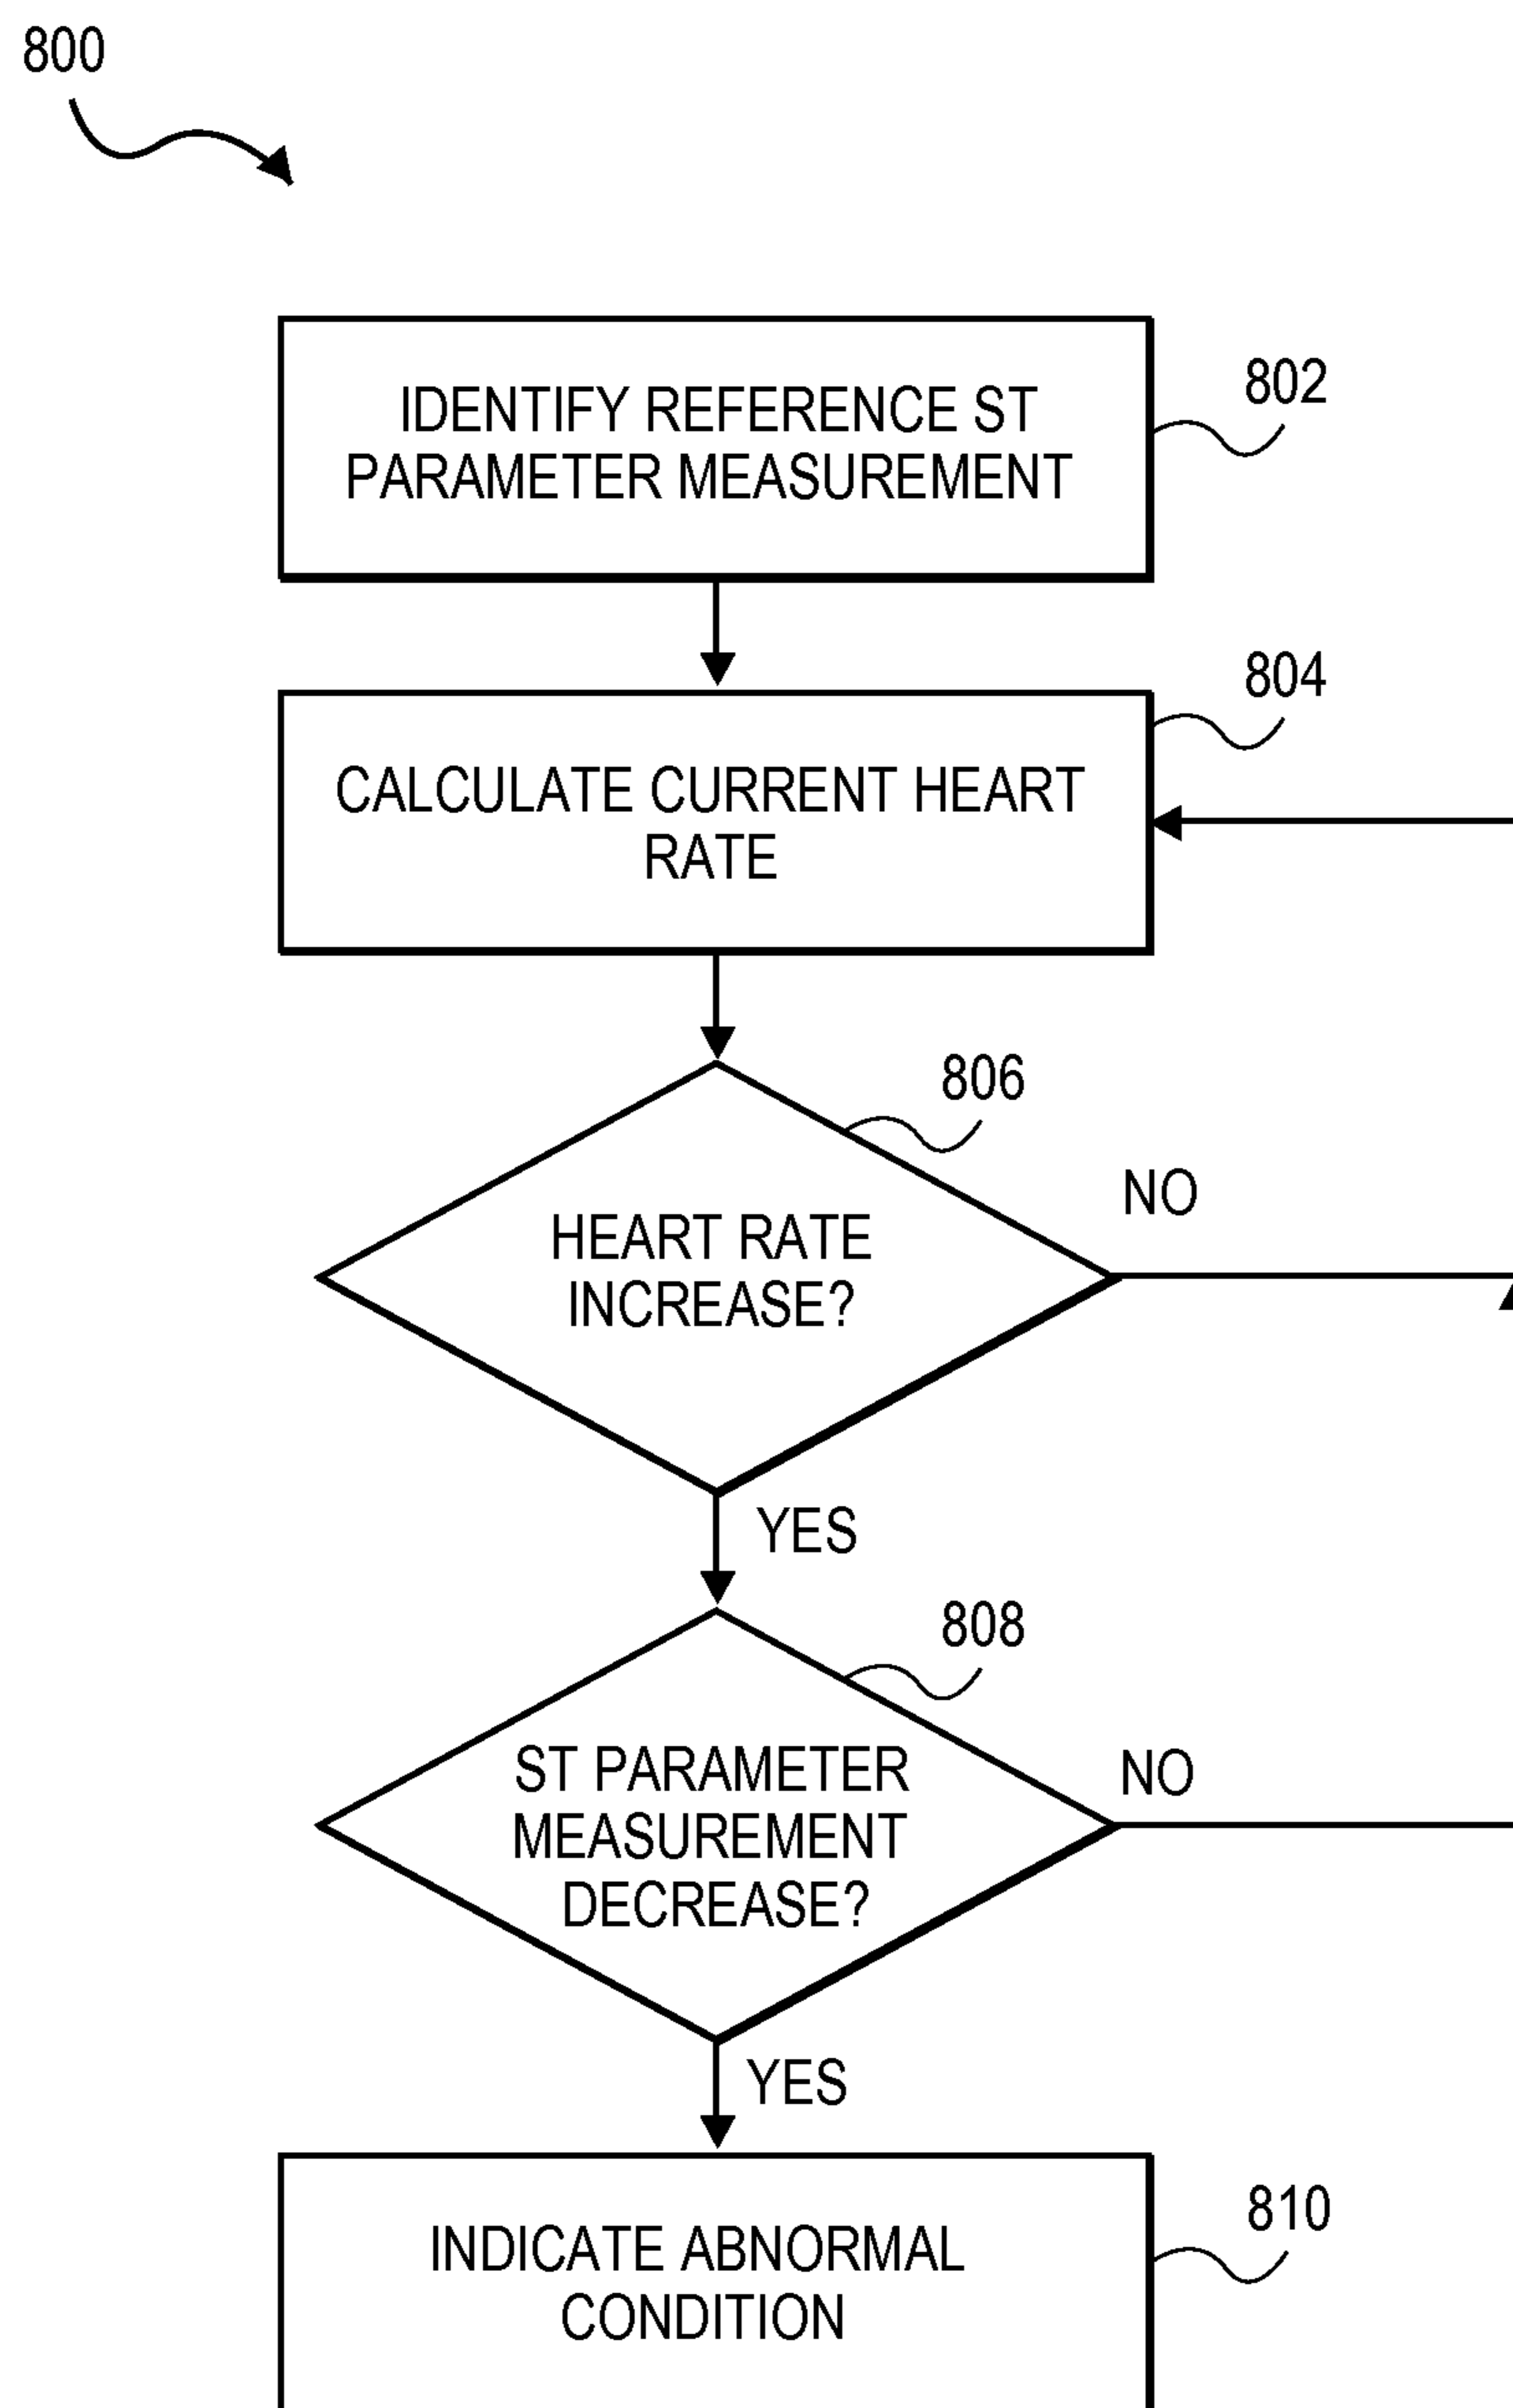 800
IDENTIFY REFERENCE ST
PARAMETER MEASUREMENT
802
CALCULATE CURRENT HEART
RATE
804
806
HEART RATE
INCREASE?
NO
YES
808
ST PARAMETER
MEASUREMENT
DECREASE?
NO
YES
INDICATE ABNORMAL
CONDITION
810